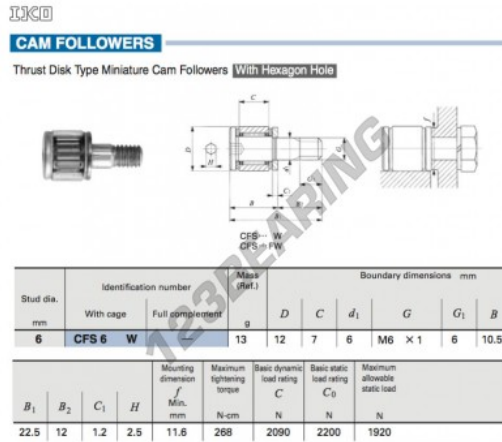 IKO
CAM FOLLOWERS
Thrust Disk Type Miniature Cam Followers With Hexagon Hole
C
f
D
H
B
CFS··· W
CFS··· FW
123BEARING
Stud dia. mm
Identification number
Mass (Ref.) g
Boundary dimensions mm
With cage Full complement D C d1 G G1 B
6 CFS 6 W — 13 12 7 6 M6 × 1 6 10.5
B1 B2 C1 H
Mounting dimension f Min. mm
Maximum tightening torque N-cm
Basic dynamic load rating C N
Basic static load rating C0 N
Maximum allowable static load N
22.5 12 1.2 2.5 11.6 268 2090 2200 1920